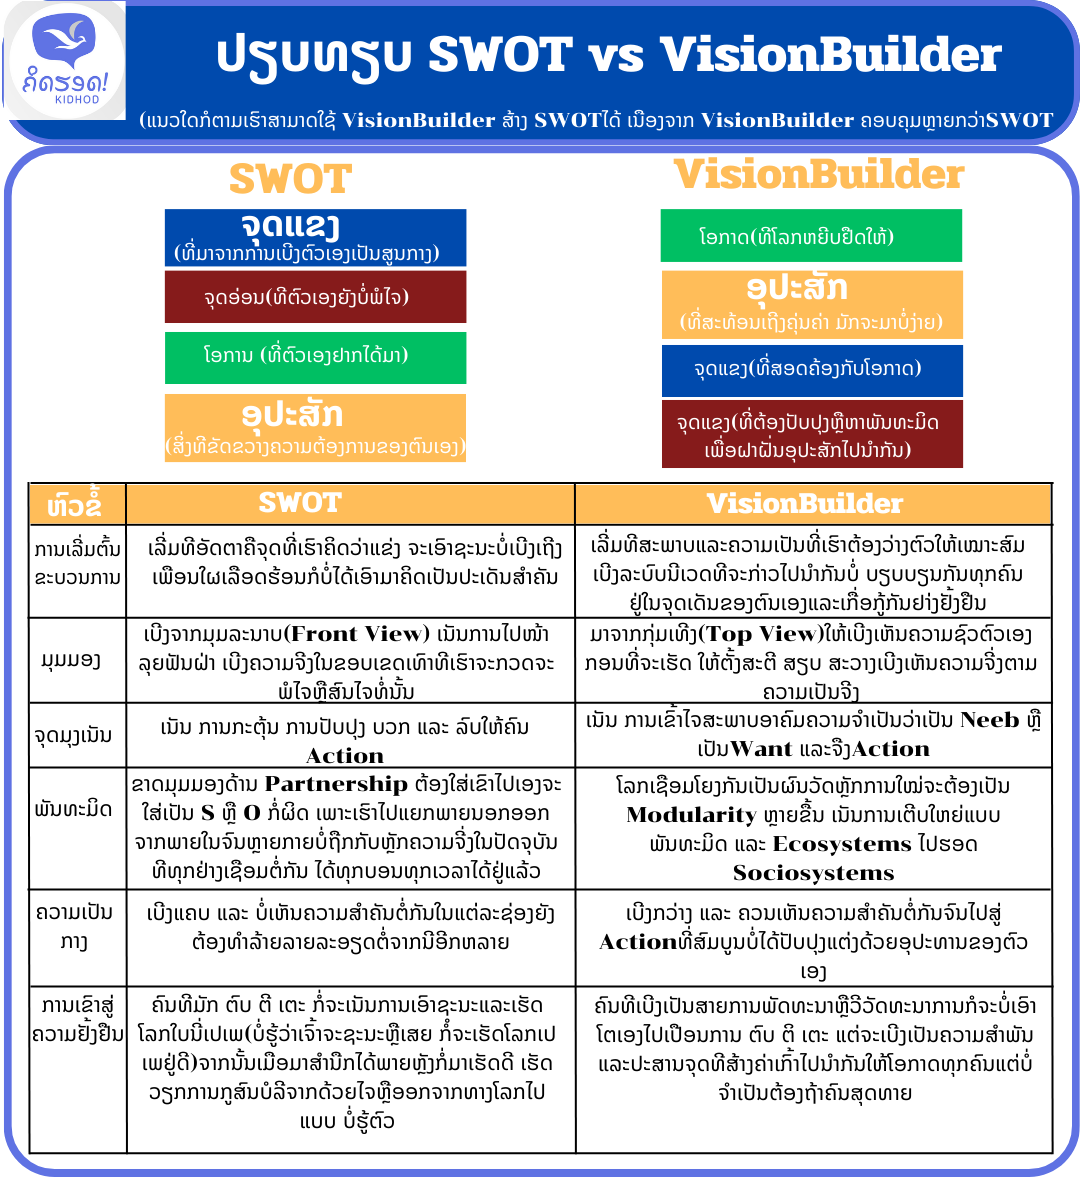 ຄິດຮອດ!
KIDHOD
ປຽບທຽບ SWOT vs VisionBuilder
(ແນວໃດກໍຕາມເຮົາສາມາດໃຊ້ VisionBuilder ສ້າງ SWOTໄດ້ ເນື່ອງຈາກ VisionBuilder ຄອບຄຸມຫຼາຍກວ່າSWOT
SWOT
ຈຸດແຂງ
(ທີ່ມາຈາກການເບີງຕົວເອງເປັນສູນກາງ)
ຈຸດອ່ອນ(ທີຕົວເອງຍັງບໍ່ພໍໃຈ)
ໂອການ (ທີ່ຕົວເອງຢາກໄດ້ມາ)
ອຸປະສັກ
(ສິ່ງທີຂັດຂວາງຄວາມຕ້ອງການຂອງຕົນເອງ)
VisionBuilder
ໂອກາດ(ທີໂລກຫຍິບຢືດໃຫ້)
ອຸປະສັກ
(ທີ່ສະທ້ອນເຖີງຄຸ່ນຄ່າ ມັກຈະມາບໍ່ງ່າຍ)
ຈຸດແຂງ(ທີ່ສອດຄ້ອງກັບໂອກາດ)
ຈຸດແຂງ(ທີ່ຕ້ອງປັບປຸງຫຼືຫາພັນທະມິດ
ເພື່ອຝາຝັ່ນອຸປະສັກໄປນຳກັນ)
ຫົວຂໍ້
SWOT
VisionBuilder
ການເລີ່ມຕົ້ນ
ຂະບວນການ
ເລີ່ມທີອັດຕາຄືຈຸດທີ່ເຮົາຄິດວ່າແຂ່ງ ຈະເອົາຊະນະບໍ່ເບີງເຖີງ
ເພືອນໃຜເລືອດຮ້ອນກໍບໍ່ໄດ້ເອົາມາຄິດເປັນປະເດັນສຳຄັນ
ເລີ່ມທີສະພາບແລະຄວາມເປັນທີ່ເຮົາຕ້ອງວ່າງຕົວໃຫ້ເໝາະສົມ
ເບີງລະບົບນິເວດທີຈະກ່າວໄປນຳກັນບໍ່ ບຽບບຽນກັນທຸກຄົນ
ຢູ່ໃນຈຸດເດັນຂອງຕົນເອງແລະເກື່ອກູ້ກັນຢາ່ງຢັ້ງຢືນ
ມຸມມອງ
ເບີງຈາກມຸມລະນາບ(Front View) ເນັນການໄປໜ້າ
ລຸຍຟັນຝ່າ ເບີງຄວາມຈີງໃນຂອບເຂດເທົາທີເຮົາຈະກວດຈະ
ພໍໃຈຫຼືສົນໃຈທໍ່ນັ້ນ
ມາຈາກກຸ່ມເທີງ(Top View)ໃຫ້ເບີງເຫັນຄວາມຊົວຕົວເອງ
ກອນທີ່ຈະເຮັດ ໃຫ້ຕັ້ງສະຕິ ສຽບ ສະວາງເບີງເຫັນຄວາມຈີ່ງຕາມ
ຄວາມເປັນຈີງ
ຈຸດມຸງເນັນ
ເນັນ ການກະຕຸ້ນ ການປັບປຸງ ບວກ ແລະ ລົບໃຫ້ຄົນ
Action
ເນັນ ການເຂົ້າໃຈສະພາບອາຄົມຄວາມຈຳເປັນວ່າເປັນ Neeb ຫຼື
ເປັນWant ແລະຈືງAction
ພັນທະມິດ
ຂາດມຸມມອງດ້ານ Partnership ຕ້ອງໃສ່ເຂົາໄປເອງຈະ
ໃສ່ເປັນ S ຫຼື O ກໍ່ຜິດ ເພາະເຮົາໄປແຍກພາຍນອກອອກ
ຈາກພາຍໃນຈົນຫຼາຍກາຍບໍ່ຖືກກັບຫຼັກຄວາມຈີ່ງໃນປັດຈຸບັນ
ທີທຸກຢ່າງເຊືອມຕໍ່ກັນ ໄດ້ທຸກບອນທຸກເວລາໄດ້ຢູ່ແລ້ວ
ໂລກເຊືອມໂຍງກັນເປັນຜົນວັດຫຼັກການໃໝ່ຈະຕ້ອງເປັນ
Modularity ຫຼາຍຂື້ນ ເນັນການເຕີບໃຫຍ່ແບບ
ພັນທະມິດ ແລະ Ecosystems ໄປຮອດ
Sociosystems
ຄວາມເປັນ
ກາງ
ເບີງແຄບ ແລະ ບໍ່ເຫັນຄວາມສຳຄັນຕໍ່ກັນໃນແຕ່ລະຊ່ອງຍັງ
ຕ້ອງທຳລ້າຍລາຍລະອຽດຕໍ່ຈາກນີອີກຫລາຍ
ເບີງກວ່າງ ແລະ ຄວນເຫັນຄວາມສຳຄັນຕໍ່ກັນຈົນໄປສູ່
Actionທີ່ສົມບູນບໍ່ໄດ້ປັບປຸງແຕ່ງດ້ວຍອຸປະທານຂອງຕົວ
ເອງ
ການເຂົາສູ່
ຄວາມຢັ້ງຢືນ
ຄົນທີມັກ ຕົບ ຕີ ເຕະ ກໍ່ຈະເນັນການເອົາຊະນະແລະເຮັດ
ໂລກໃບນີ່ເປເພ(ບໍ່ຮູ້ວ່າເຈົ້າຈະຊະນະຫຼືເສຍ ກໍ່ຈະເຮັດໂລກເປ
ເພຢູ່ດີ)ຈາກນັ້ນເມືອມາສຳນຶກໄດ້ພາຍຫຼັງກໍ່ມາເຮັດດີ ເຮັດ
ວຽກການກູສົນບໍລິຈາກດ້ວຍໃຈຫຼືອອກຈາກທາງໂລກໄປ
ແບບ ບໍ່ຮູ້ຕົວ
ຄົນທີເບີງເປັນສາຍການພັດທະນາຫຼືວິວັດທະນາການກໍຈະບໍ່ເອົາ
ໂຕເອງໄປເປືອນການ ຕົບ ຕິ ເຕະ ແຕ່ຈະເບີງເປັນຄວາມສຳພັນ
ແລະປະສານຈຸດທີສ້າງຄ່າເກົ້າໄປນຳກັນໃຫ້ໂອກາດທຸກຄົນແຕ່ບໍ່
ຈຳເປັນຕ້ອງຖ້າຄົນສຸດທາຍ